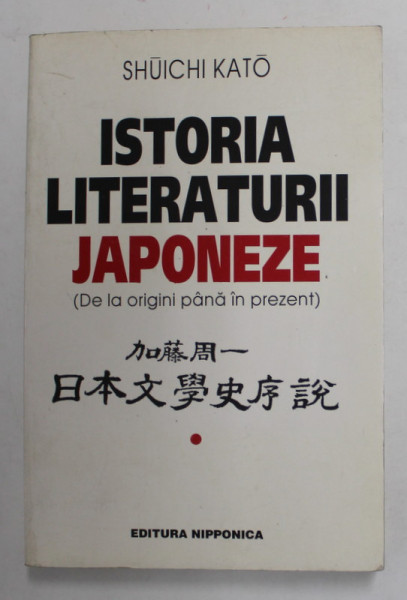 SHŪICHI KATŌ
ISTORIA
LITERATURII
JAPONEZE
(De la origini până în prezent)
加藤周一
日本文學史序説
EDITURA NIPPONICA